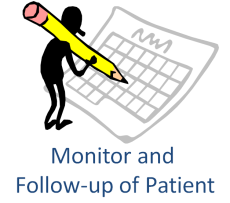 Monitor and
Follow-up of Patient